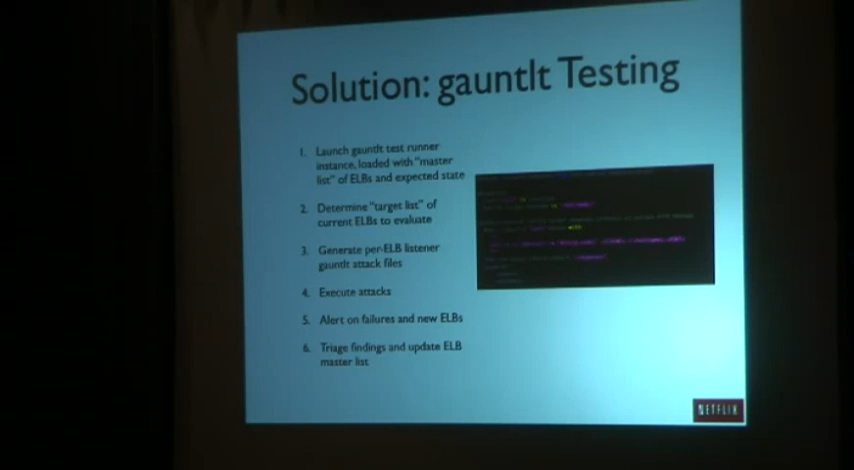 Solution: gauntlt Testing
1. Launch gauntlt test runner
instance, loaded with "master
list" of ELBs and expected state
2. Determine "target list" of
current ELBs to evaluate
3. Generate per-ELB listener
gauntlt attack files
4. Execute attacks
5. Alert on failures and new ELBs
6. Triage findings and update ELB
master list
NETFLIX